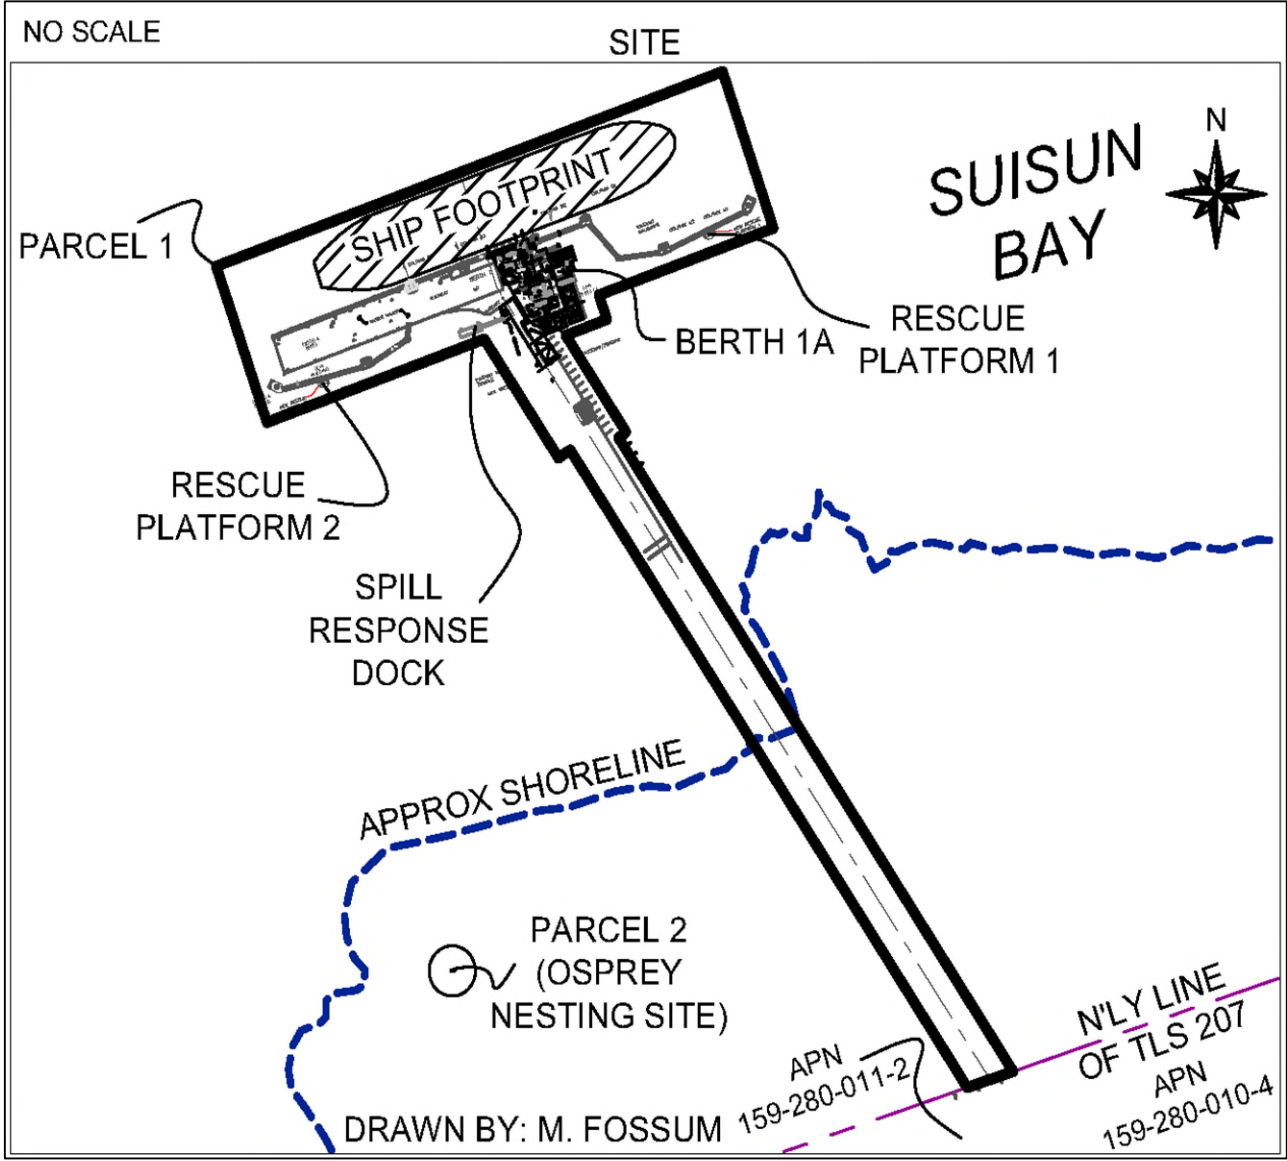 NO SCALE
SITE
SUISUN
BAY
N
SHIP FOOTPRINT
PARCEL 1
BERTH 1A
RESCUE
PLATFORM 1
RESCUE
PLATFORM 2
SPILL
RESPONSE
DOCK
APPROX SHORELINE
PARCEL 2
(OSPREY
NESTING SITE)
N'LY LINE
OF TLS 207
APN
159-280-011-2
APN
159-280-010-4
DRAWN BY: M. FOSSUM